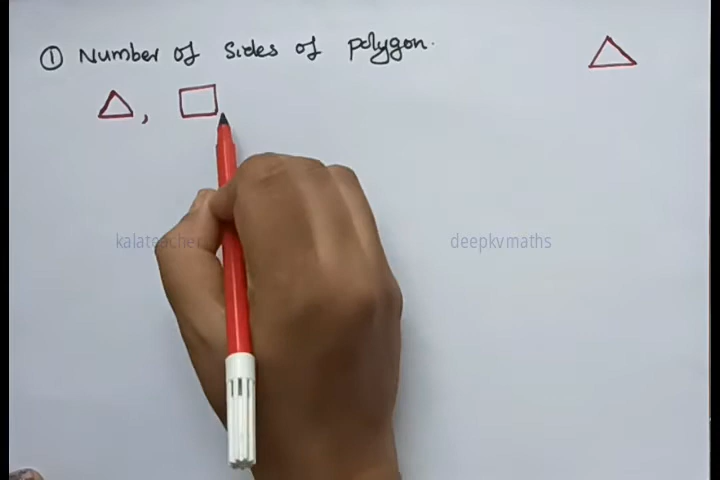 ① Number of Sides of polygon.
kalateacher
deepkvmaths